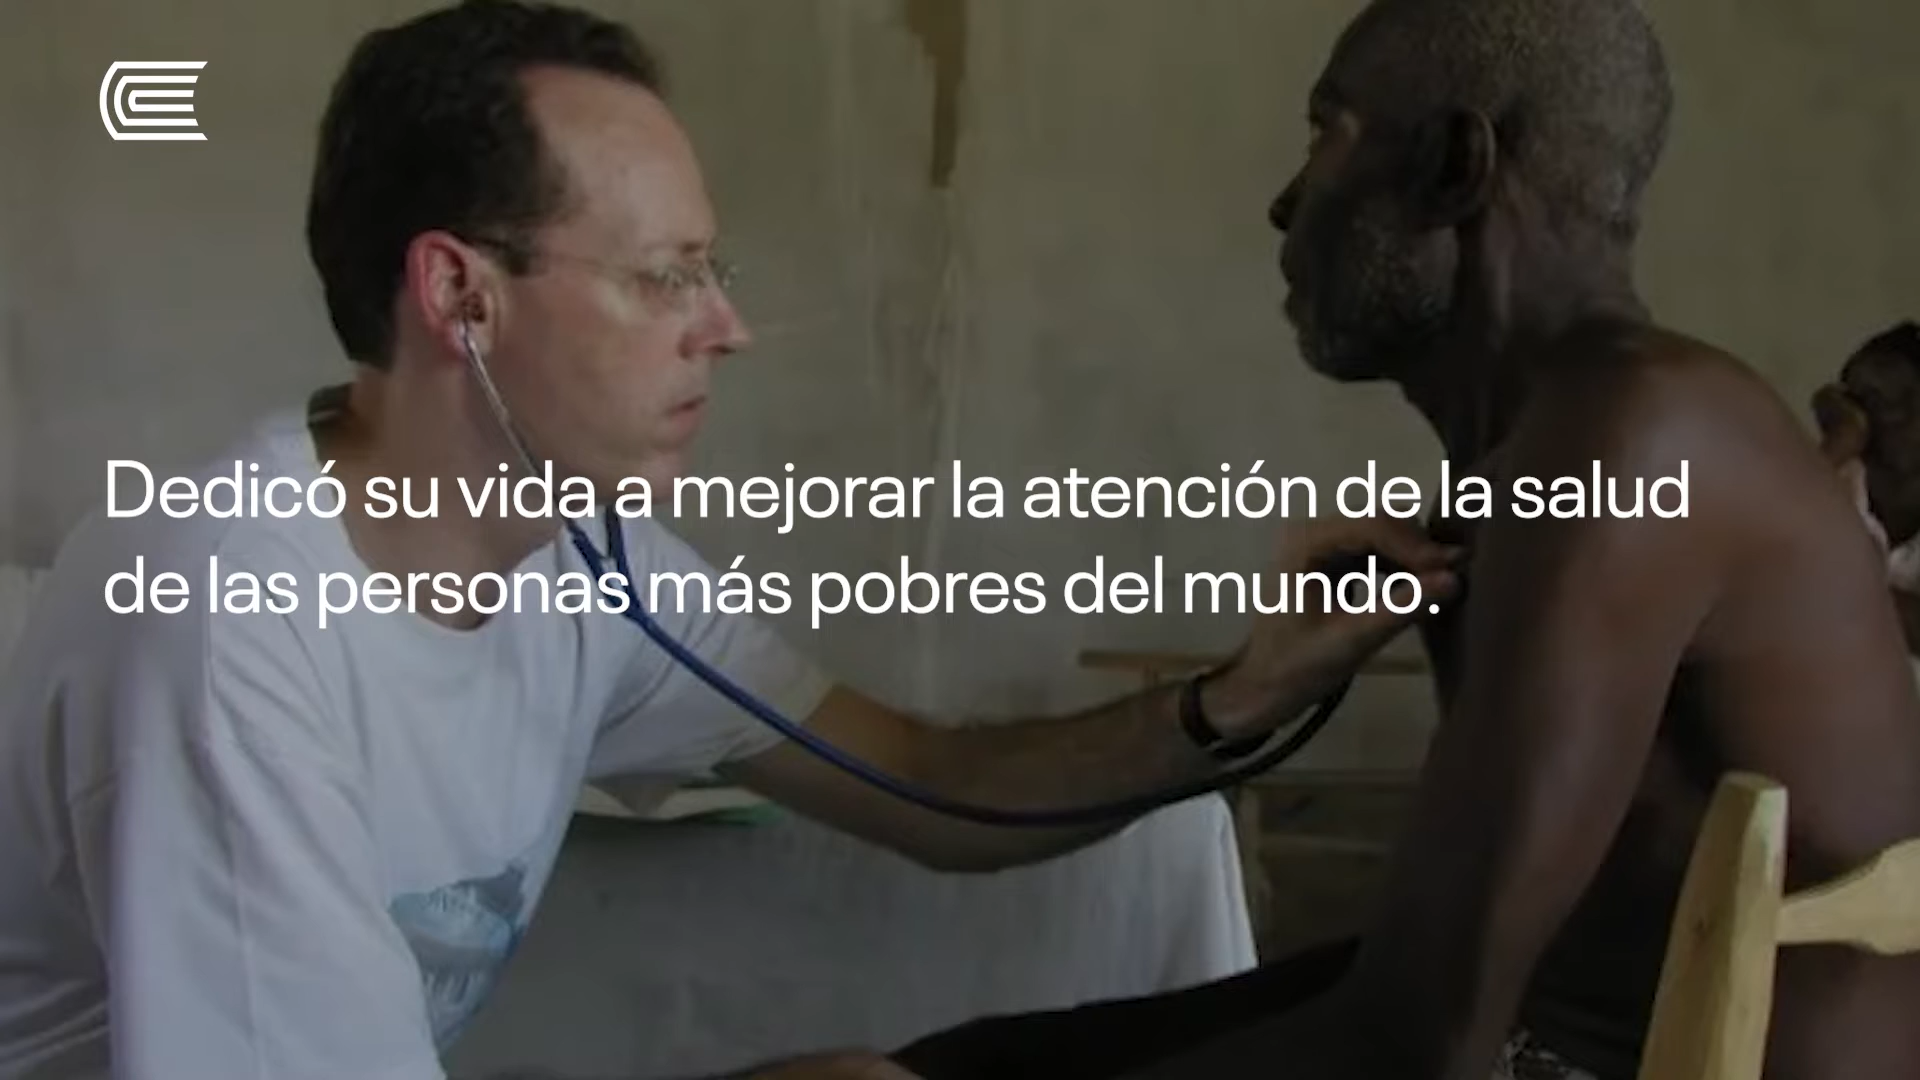 Dedicó su vida a mejorar la atención de la salud
de las personas más pobres del mundo.